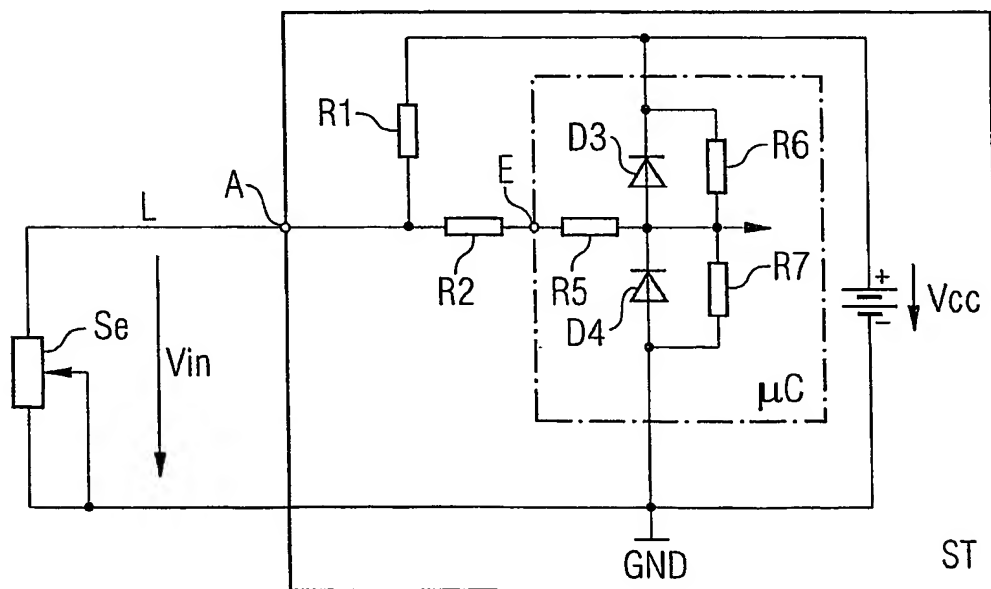 R1
D3
R6
A
E
L
R2
R5
R7
D4
+
Vcc
−
Se
Vin
μC
GND
ST